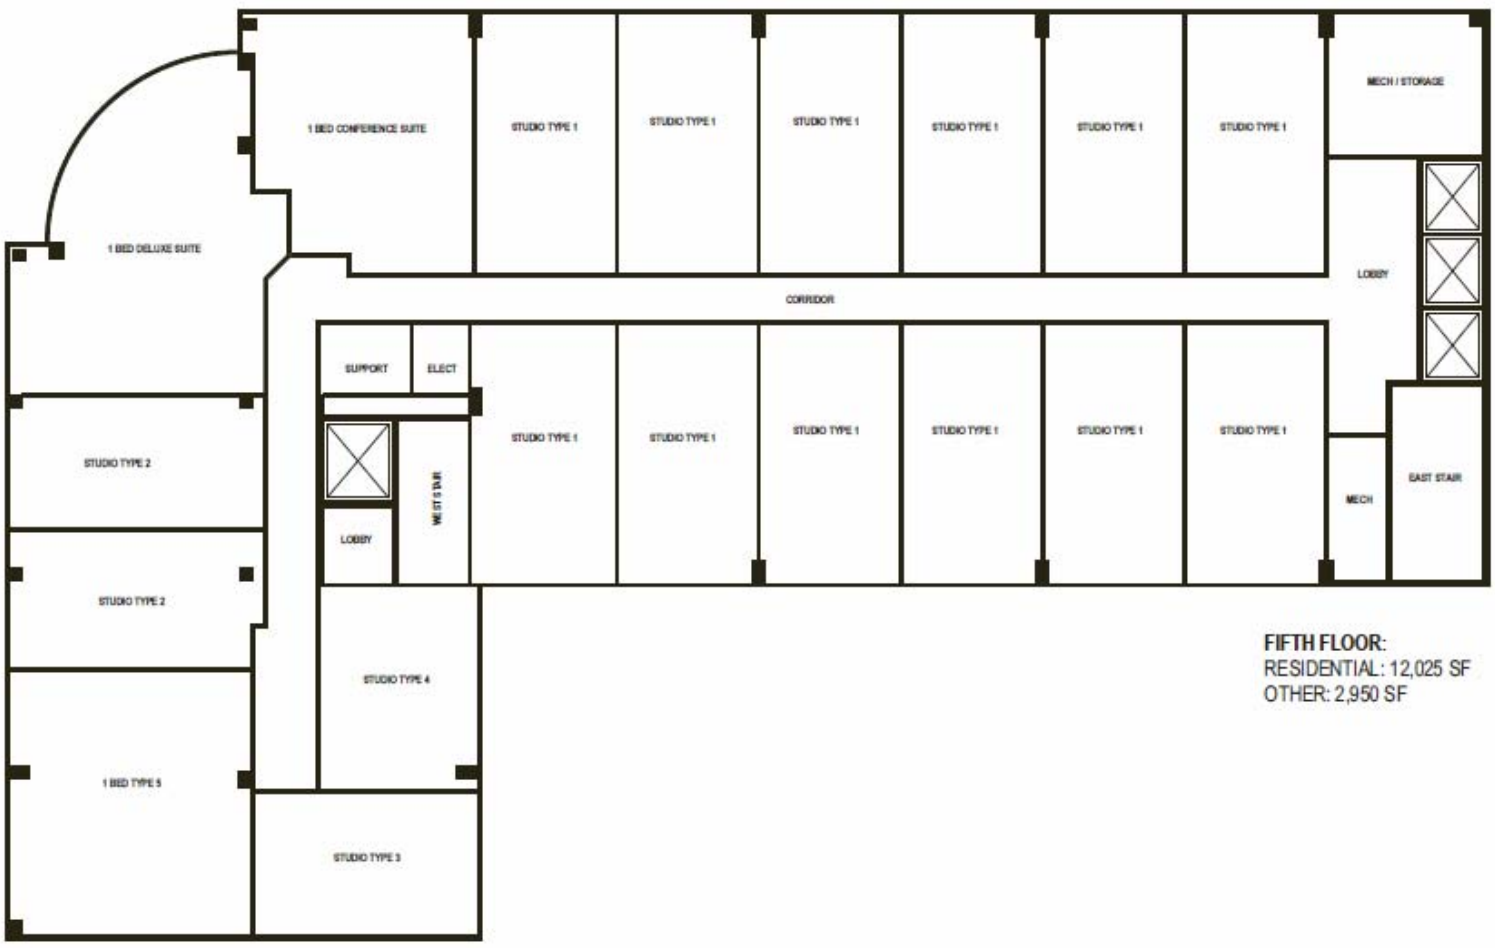 MECH / STORAGE
1 BED CONFERENCE SUITE
STUDIO TYPE 1
STUDIO TYPE 1
STUDIO TYPE 1
STUDIO TYPE 1
STUDIO TYPE 1
STUDIO TYPE 1
1 BED DELUXE SUITE
LOBBY
CORRIDOR
SUPPORT
ELECT
STUDIO TYPE 1
STUDIO TYPE 1
STUDIO TYPE 1
STUDIO TYPE 1
STUDIO TYPE 1
STUDIO TYPE 1
STUDIO TYPE 2
WEST STAIR
EAST STAIR
MECH
LOBBY
STUDIO TYPE 2
FIFTH FLOOR:
RESIDENTIAL: 12,025 SF
OTHER: 2,950 SF
STUDIO TYPE 4
1 BED TYPE 5
STUDIO TYPE 3